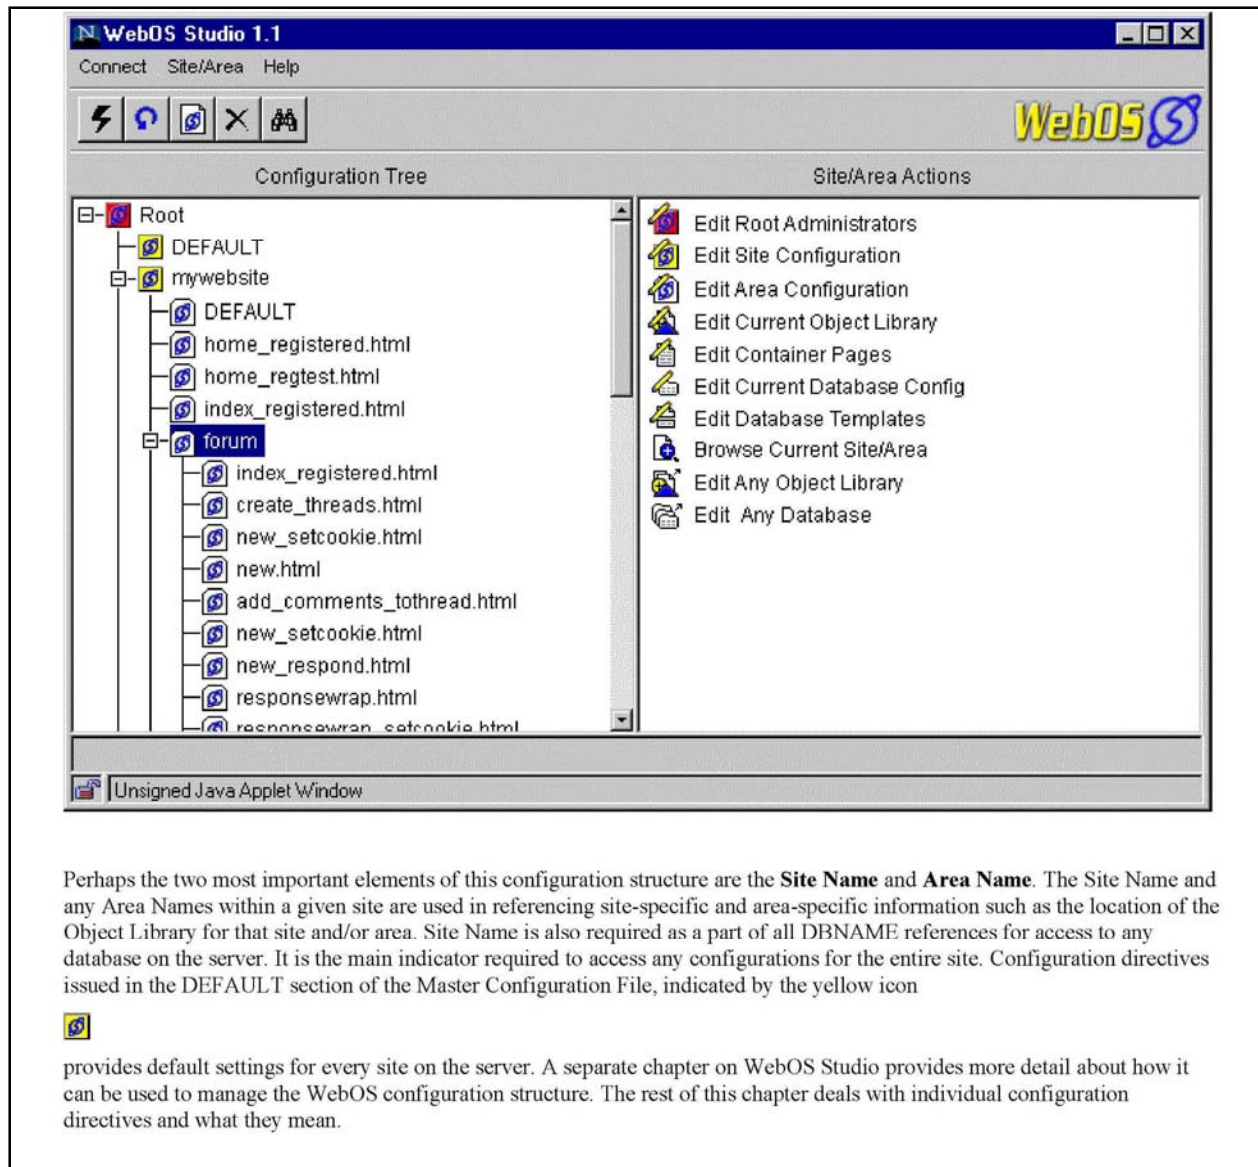 WebOS Studio 1.1
Connect Site/Area Help
WebOS
Configuration Tree
Site/Area Actions
Root
DEFAULT
mywebsite
DEFAULT
home_registered.html
home_regtest.html
index_registered.html
forum
index_registered.html
create_threads.html
new_setcookie.html
new.html
add_comments_tothread.html
new_setcookie.html
new_respond.html
responsewrap.html
responsewrap_setcookie.html
Edit Root Administrators
Edit Site Configuration
Edit Area Configuration
Edit Current Object Library
Edit Container Pages
Edit Current Database Config
Edit Database Templates
Browse Current Site/Area
Edit Any Object Library
Edit Any Database
Unsigned Java Applet Window
Perhaps the two most important elements of this configuration structure are the Site Name and Area Name. The Site Name and
any Area Names within a given site are used in referencing site-specific and area-specific information such as the location of the
Object Library for that site and/or area. Site Name is also required as a part of all DBNAME references for access to any
database on the server. It is the main indicator required to access any configurations for the entire site. Configuration directives
issued in the DEFAULT section of the Master Configuration File, indicated by the yellow icon
provides default settings for every site on the server. A separate chapter on WebOS Studio provides more detail about how it
can be used to manage the WebOS configuration structure. The rest of this chapter deals with individual configuration
directives and what they mean.